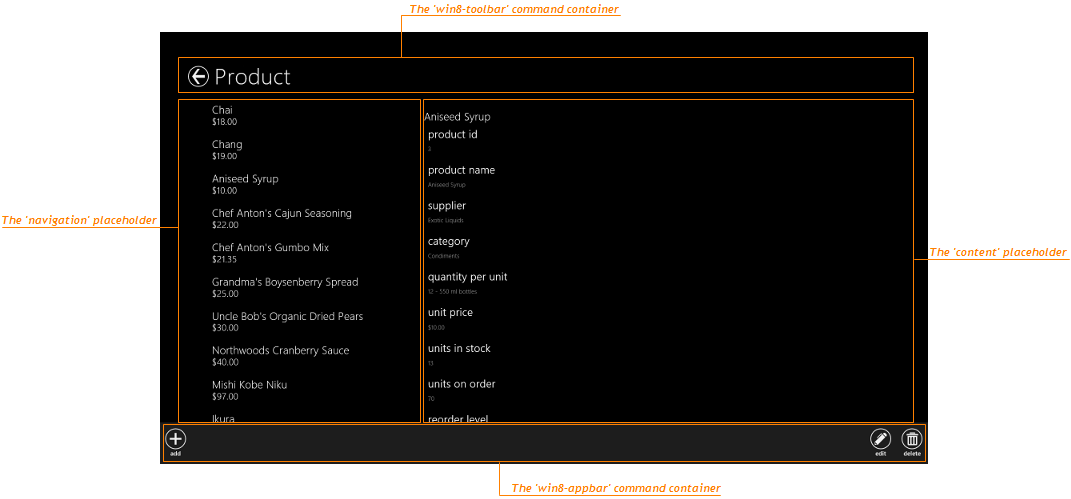 The 'win8-toolbar' command container
Product
Chai
$18.00
Chang
$19.00
Aniseed Syrup
$10.00
Chef Anton's Cajun Seasoning
$22.00
Chef Anton's Gumbo Mix
$21.35
Grandma's Boysenberry Spread
$25.00
Uncle Bob's Organic Dried Pears
$30.00
Northwoods Cranberry Sauce
$40.00
Mishi Kobe Niku
$97.00
Ikura
The 'navigation' placeholder
Aniseed Syrup
product id
3
product name
Aniseed Syrup
supplier
Exotic Liquids
category
Condiments
quantity per unit
12 - 550 ml bottles
unit price
$10.00
units in stock
13
units on order
70
reorder level
The 'content' placeholder
add
edit
delete
The 'win8-appbar' command container